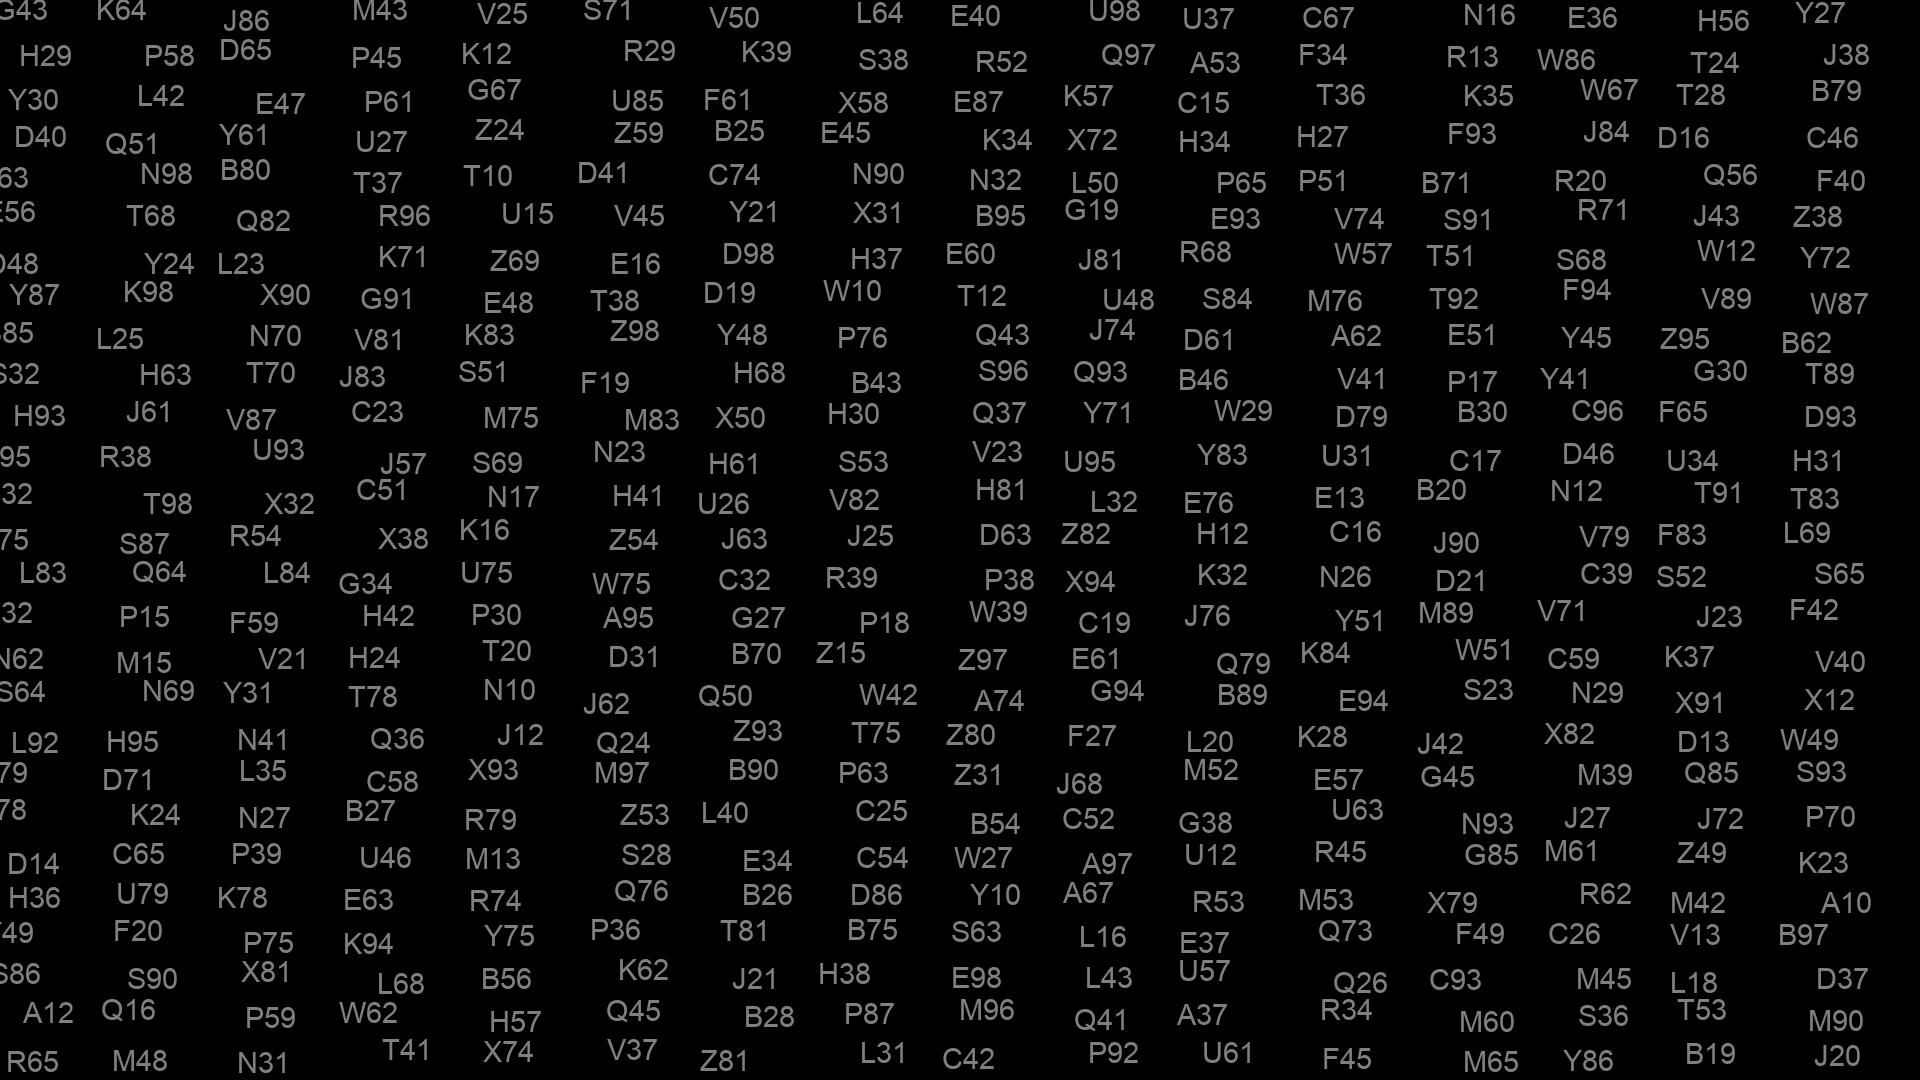 G43 K64 J86 M43 V25 S71 V50 L64 E40 U98 U37 C67 N16 E36 H56 Y27
H29 P58 D65 P45 K12 R29 K39 S38 R52 Q97 A53 F34 R13 W86 T24 J38
Y30 L42 E47 P61 G67 U85 F61 X58 E87 K57 C15 T36 K35 W67 T28 B79
D40 Q51 Y61 U27 Z24 Z59 B25 E45 K34 X72 H34 H27 F93 J84 D16 C46
63 N98 B80 T37 T10 D41 C74 N90 N32 L50 P65 P51 B71 R20 Q56 F40
E56 T68 Q82 R96 U15 V45 Y21 X31 B95 G19 E93 V74 S91 R71 J43 Z38
48 Y24 L23 K71 Z69 E16 D98 H37 E60 J81 R68 W57 T51 S68 W12 Y72
Y87 K98 X90 G91 E48 T38 D19 W10 T12 U48 S84 M76 T92 F94 V89 W87
85 L25 N70 V81 K83 Z98 Y48 P76 Q43 J74 D61 A62 E51 Y45 Z95 B62
S32 H63 T70 J83 S51 F19 H68 B43 S96 Q93 B46 V41 P17 Y41 G30 T89
H93 J61 V87 C23 M75 M83 X50 H30 Q37 Y71 W29 D79 B30 C96 F65 D93
95 R38 U93 J57 S69 N23 H61 S53 V23 U95 Y83 U31 C17 D46 U34 H31
32 T98 X32 C51 N17 H41 U26 V82 H81 L32 E76 E13 B20 N12 T91 T83
75 S87 R54 X38 K16 Z54 J63 J25 D63 Z82 H12 C16 J90 V79 F83 L69
L83 Q64 L84 G34 U75 W75 C32 R39 P38 X94 K32 N26 D21 C39 S52 S65
32 P15 F59 H42 P30 A95 G27 P18 W39 C19 J76 Y51 M89 V71 J23 F42
N62 M15 V21 H24 T20 D31 B70 Z15 Z97 E61 Q79 K84 W51 C59 K37 V40
S64 N69 Y31 T78 N10 J62 Q50 W42 A74 G94 B89 E94 S23 N29 X91 X12
L92 H95 N41 Q36 J12 Q24 Z93 T75 Z80 F27 L20 K28 J42 X82 D13 W49
79 D71 L35 C58 X93 M97 B90 P63 Z31 J68 M52 E57 G45 M39 Q85 S93
78 K24 N27 B27 R79 Z53 L40 C25 B54 C52 G38 U63 N93 J27 J72 P70
D14 C65 P39 U46 M13 S28 E34 C54 W27 A97 U12 R45 G85 M61 Z49 K23
H36 U79 K78 E63 R74 Q76 B26 D86 Y10 A67 R53 M53 X79 R62 M42 A10
49 F20 P75 K94 Y75 P36 T81 B75 S63 L16 E37 Q73 F49 C26 V13 B97
S86 S90 X81 L68 B56 K62 J21 H38 E98 L43 U57 Q26 C93 M45 L18 D37
A12 Q16 P59 W62 H57 Q45 B28 P87 M96 Q41 A37 R34 M60 S36 T53 M90
R65 M48 N31 T41 X74 V37 Z81 L31 C42 P92 U61 F45 M65 Y86 B19 J20